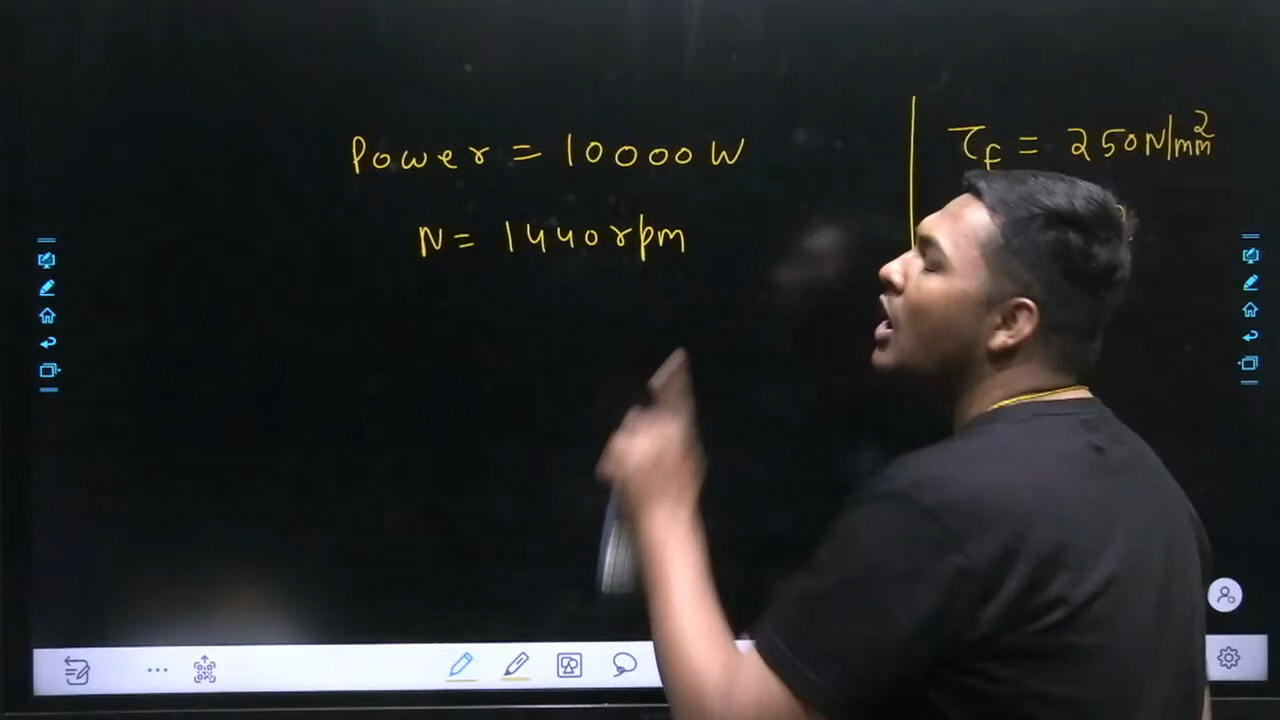 Power = 10000 W
N = 1440 rpm
τf = 250 N/mm²